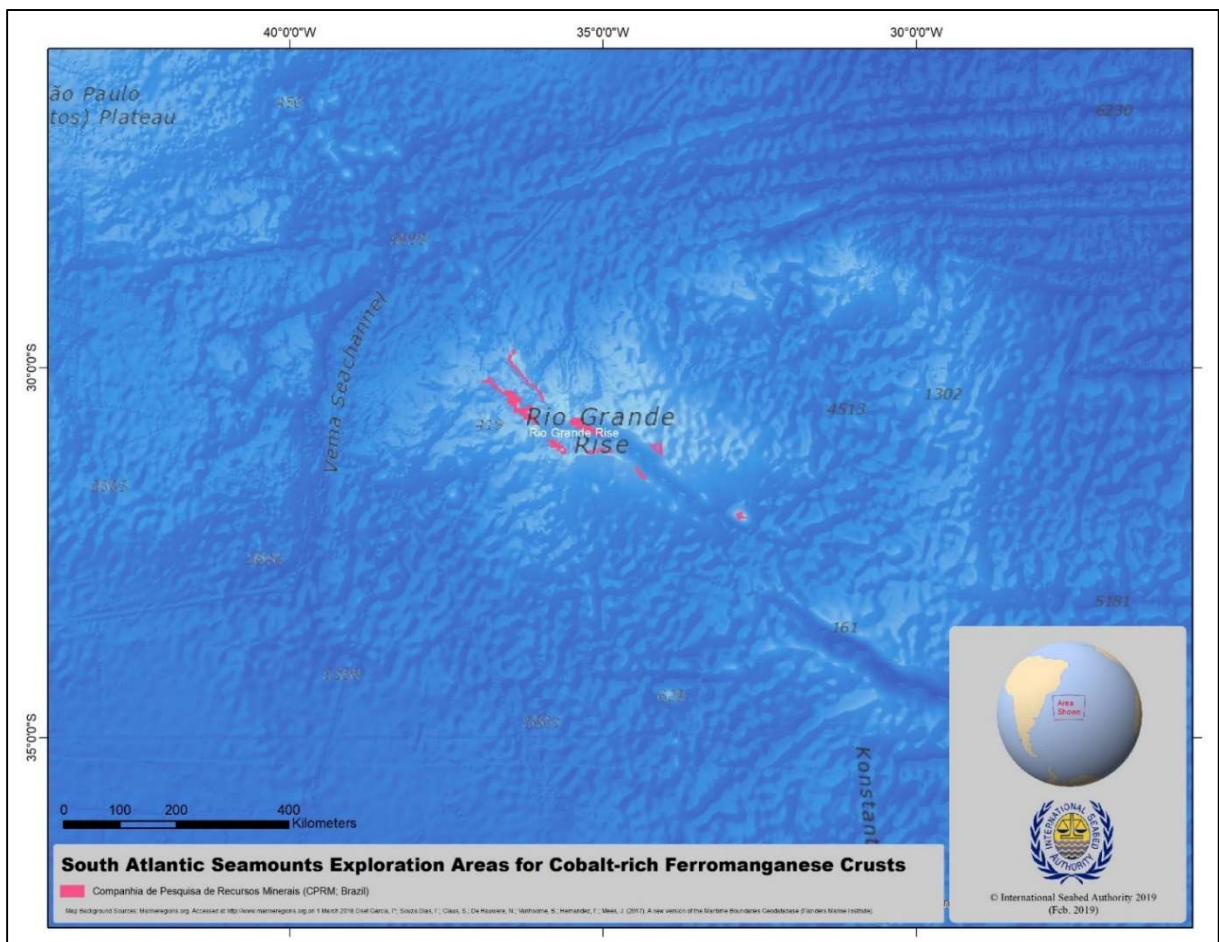 40°0'0"W 35°0'0"W 30°0'0"W
ão Paulo
tos) Plateau
6230
30°0'0"S
Vema Seachannel
1302
4513
Rio Grande
Rio Grande Rise
Rise
5181
161
35°0'0"S
Konstant
Area
Shown
0 100 200 400
Kilometers
INTERNATIONAL SEABED AUTHORITY
South Atlantic Seamounts Exploration Areas for Cobalt-rich Ferromanganese Crusts
Companhia de Pesquisa de Recursos Minerais (CPRM; Brazil)
© International Seabed Authority 2019
(Feb. 2019)